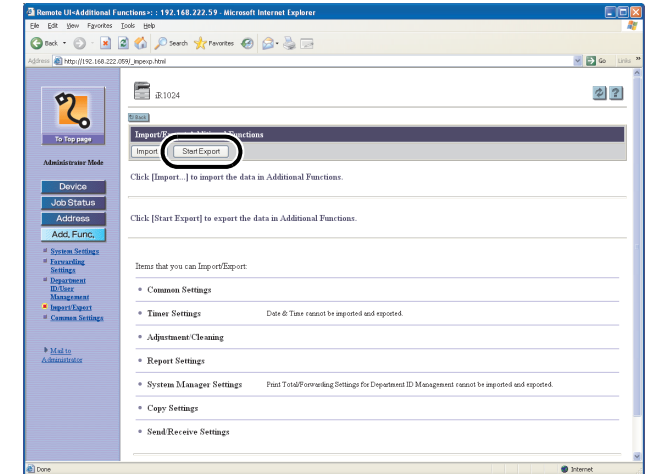 Remote UI<Additional Functions>: : 192.168.222.59 - Microsoft Internet Explorer
File Edit View Favorites Tools Help
Back Search Favorites
Address http://192.168.222.059/_impexp.html Go Links »
iR1024
Back
To Top page
Import/Export Additional Functions
Import Start Export
Administrator Mode
Click [Import...] to import the data in Additional Functions.
Device
Job Status
Address
Click [Start Export] to export the data in Additional Functions.
Add. Func.
System Settings
Forwarding
Settings
Items that you can Import/Export:
Department
ID/User
Management
Common Settings
Import/Export
Common Settings
Timer Settings Date & Time cannot be imported and exported.
Adjustment/Cleaning
Mail to
Administrator
Report Settings
System Manager Settings Print Total/Forwarding Settings for Department ID Management cannot be imported and exported.
Copy Settings
Send/Receive Settings
Done Internet